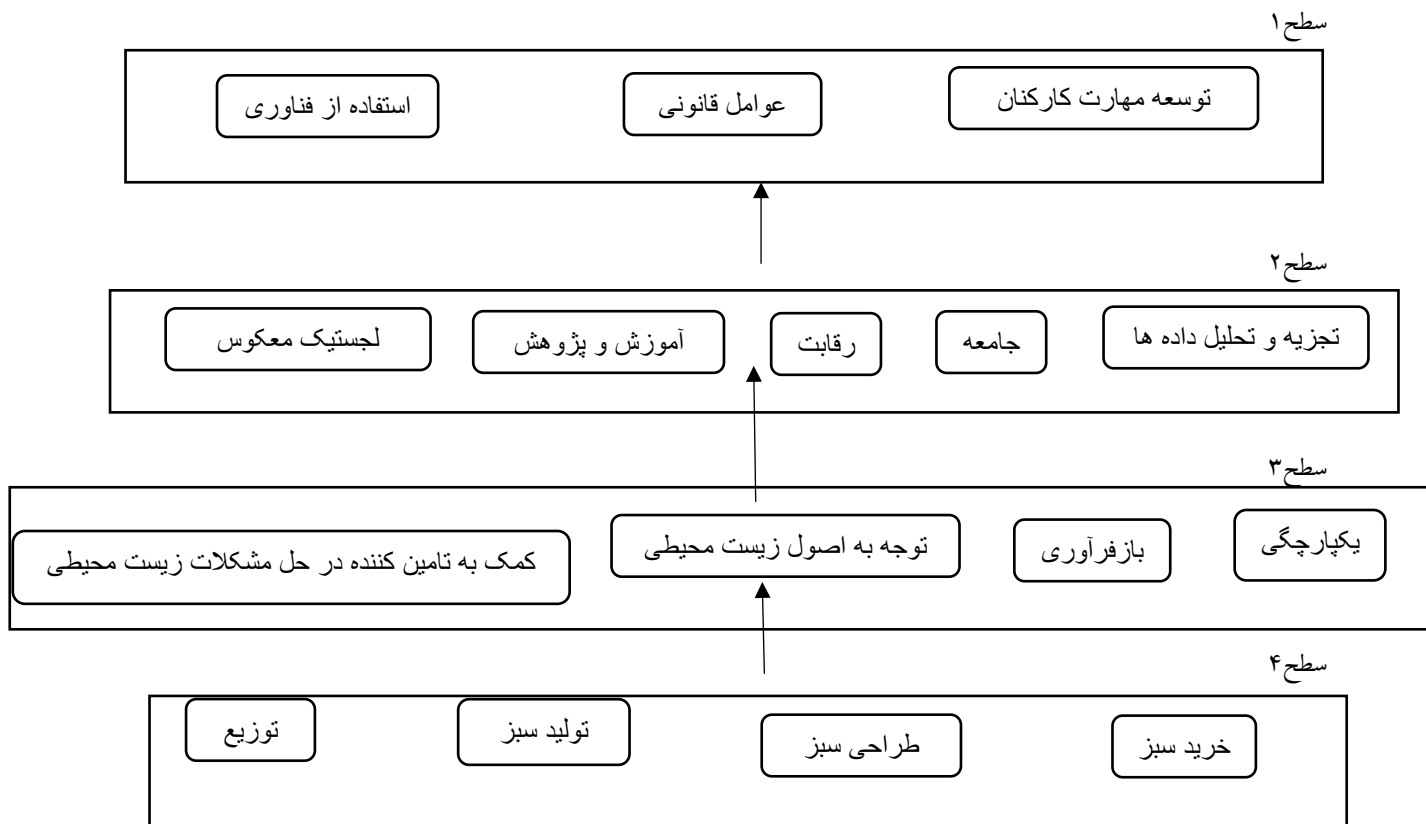 سطح۱
توسعه مهارت کارکنان
عوامل قانونی
استفاده از فناوری
سطح۲
تجزیه و تحلیل داده ها
جامعه
رقابت
آموزش و پژوهش
لجستیک معکوس
سطح۳
یکپارچگی
بازفرآوری
توجه به اصول زیست محیطی
کمک به تامین کننده در حل مشکلات زیست محیطی
سطح۴
خرید سبز
طراحی سبز
تولید سبز
توزیع